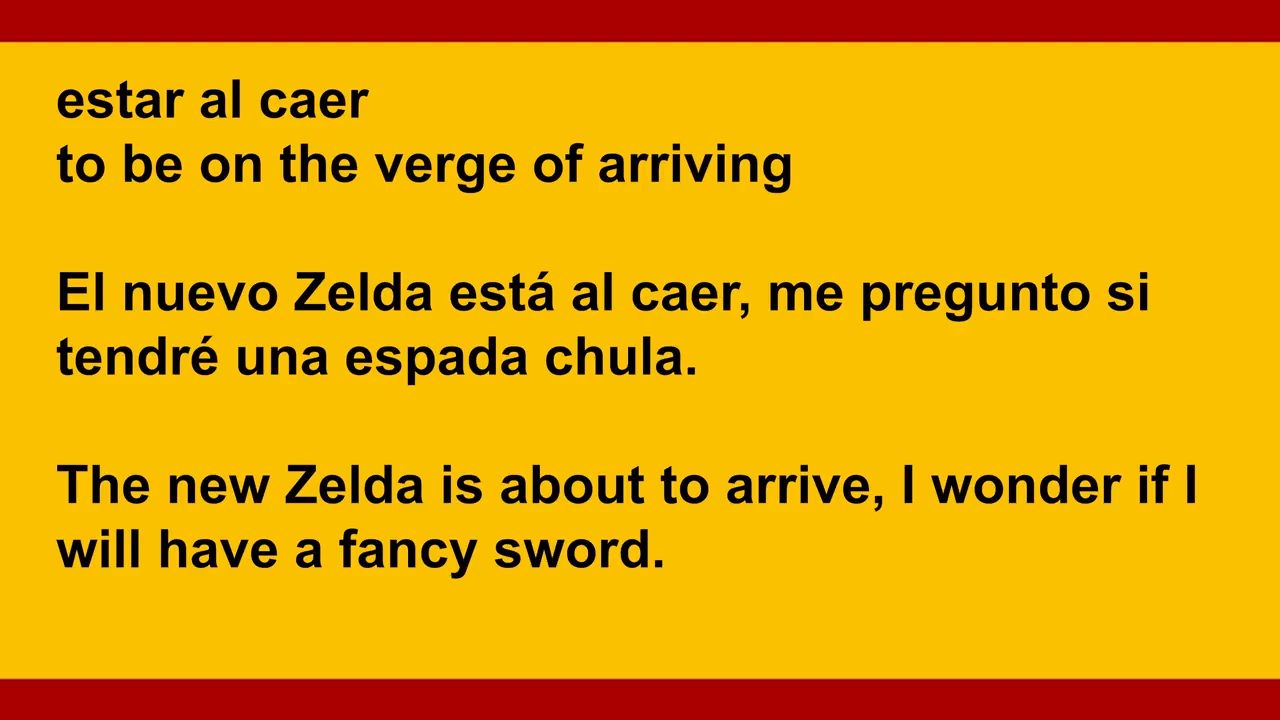 estar al caer
to be on the verge of arriving
El nuevo Zelda está al caer, me pregunto si
tendré una espada chula.
The new Zelda is about to arrive, I wonder if I
will have a fancy sword.